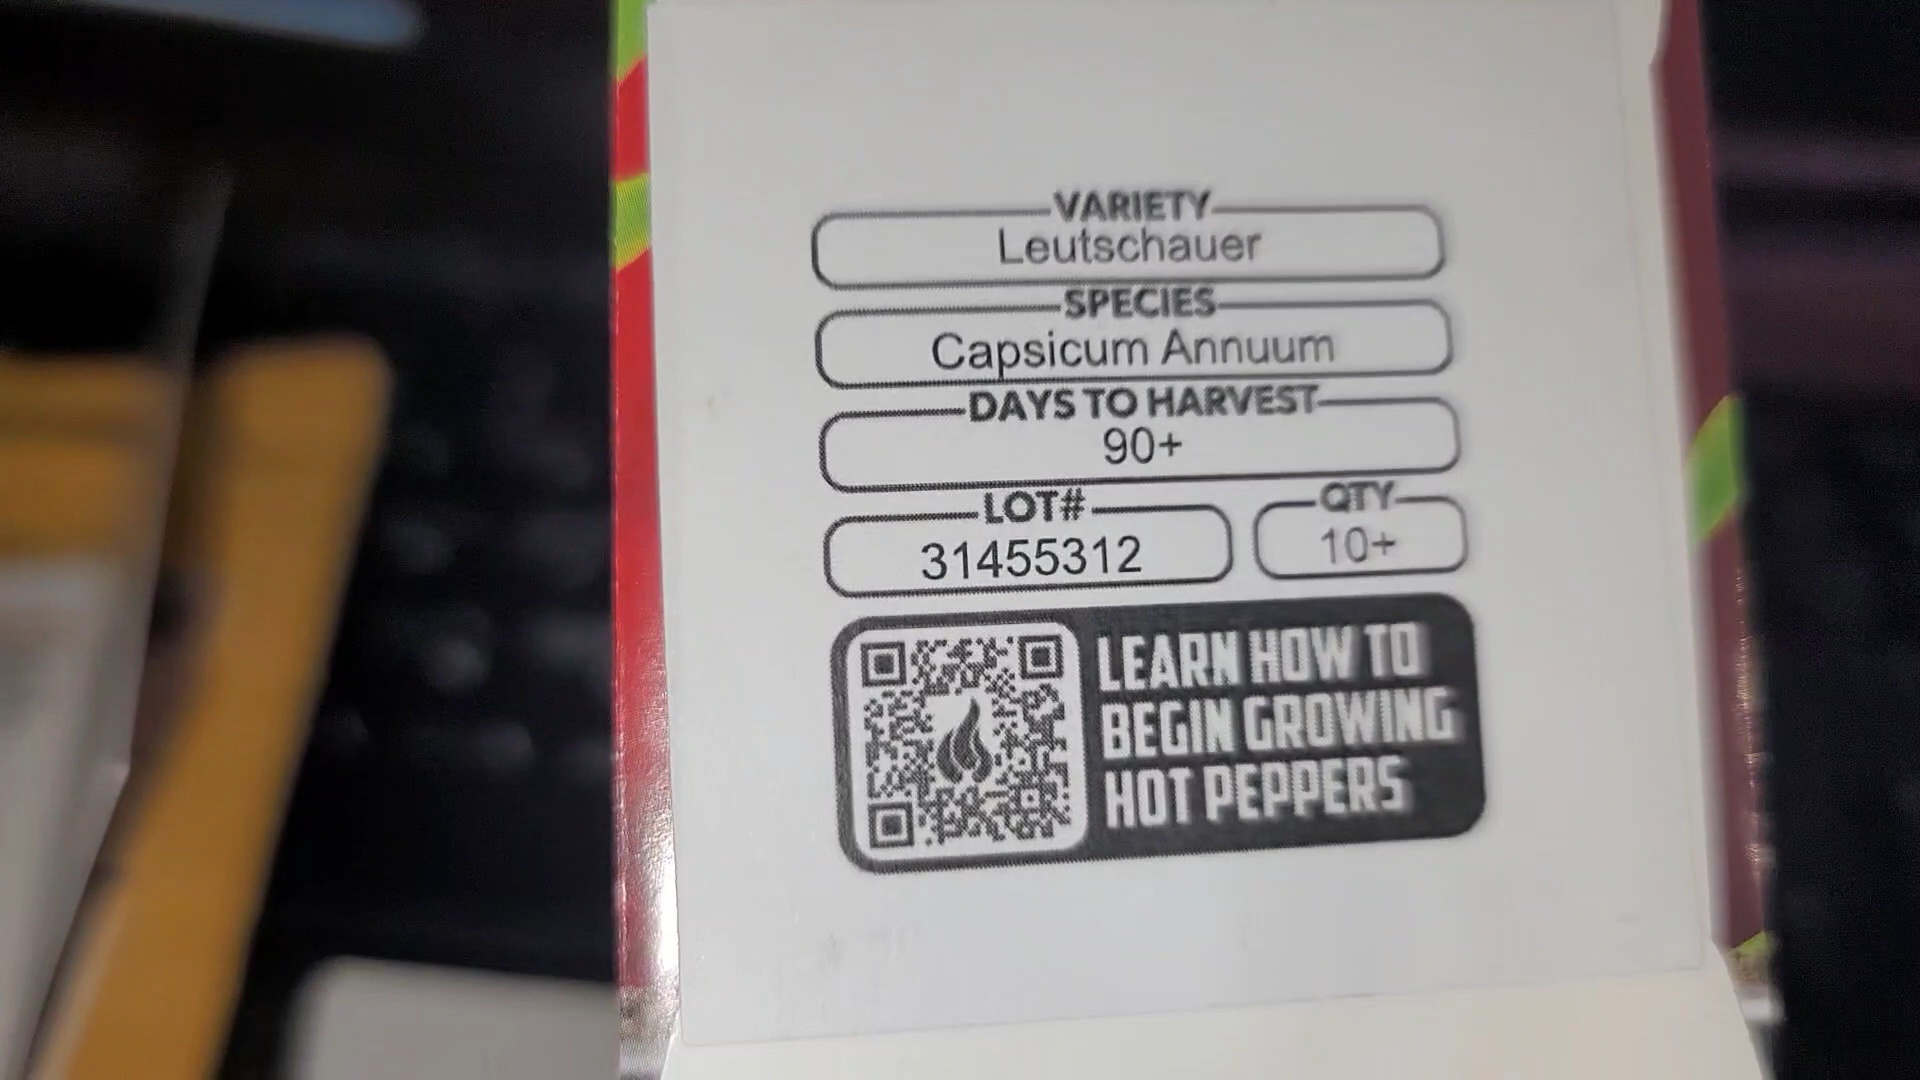 VARIETY
Leutschauer
SPECIES
Capsicum Annuum
DAYS TO HARVEST
90+
LOT#
31455312
QTY
10+
LEARN HOW TO
BEGIN GROWING
HOT PEPPERS